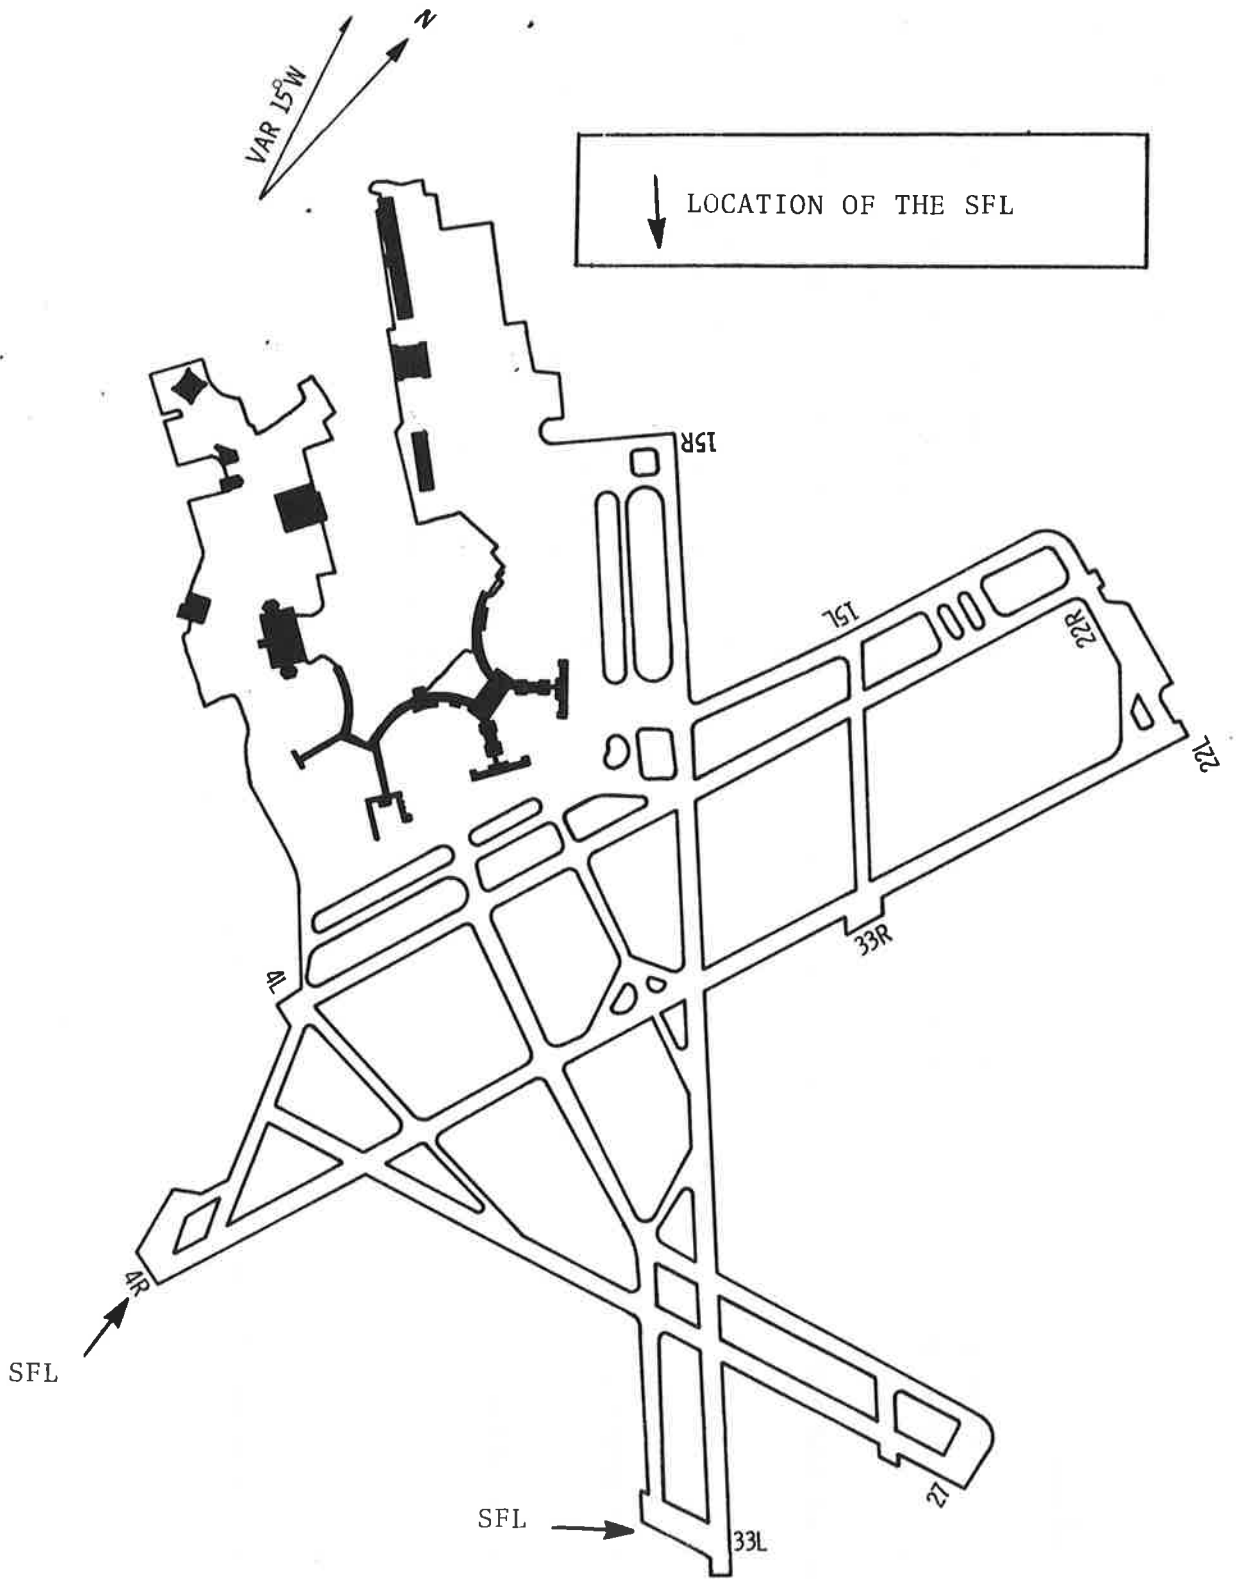 N
VAR 15°W
LOCATION OF THE SFL
15R
15L
22R
22L
33R
4L
4R
SFL
27
SFL
33L